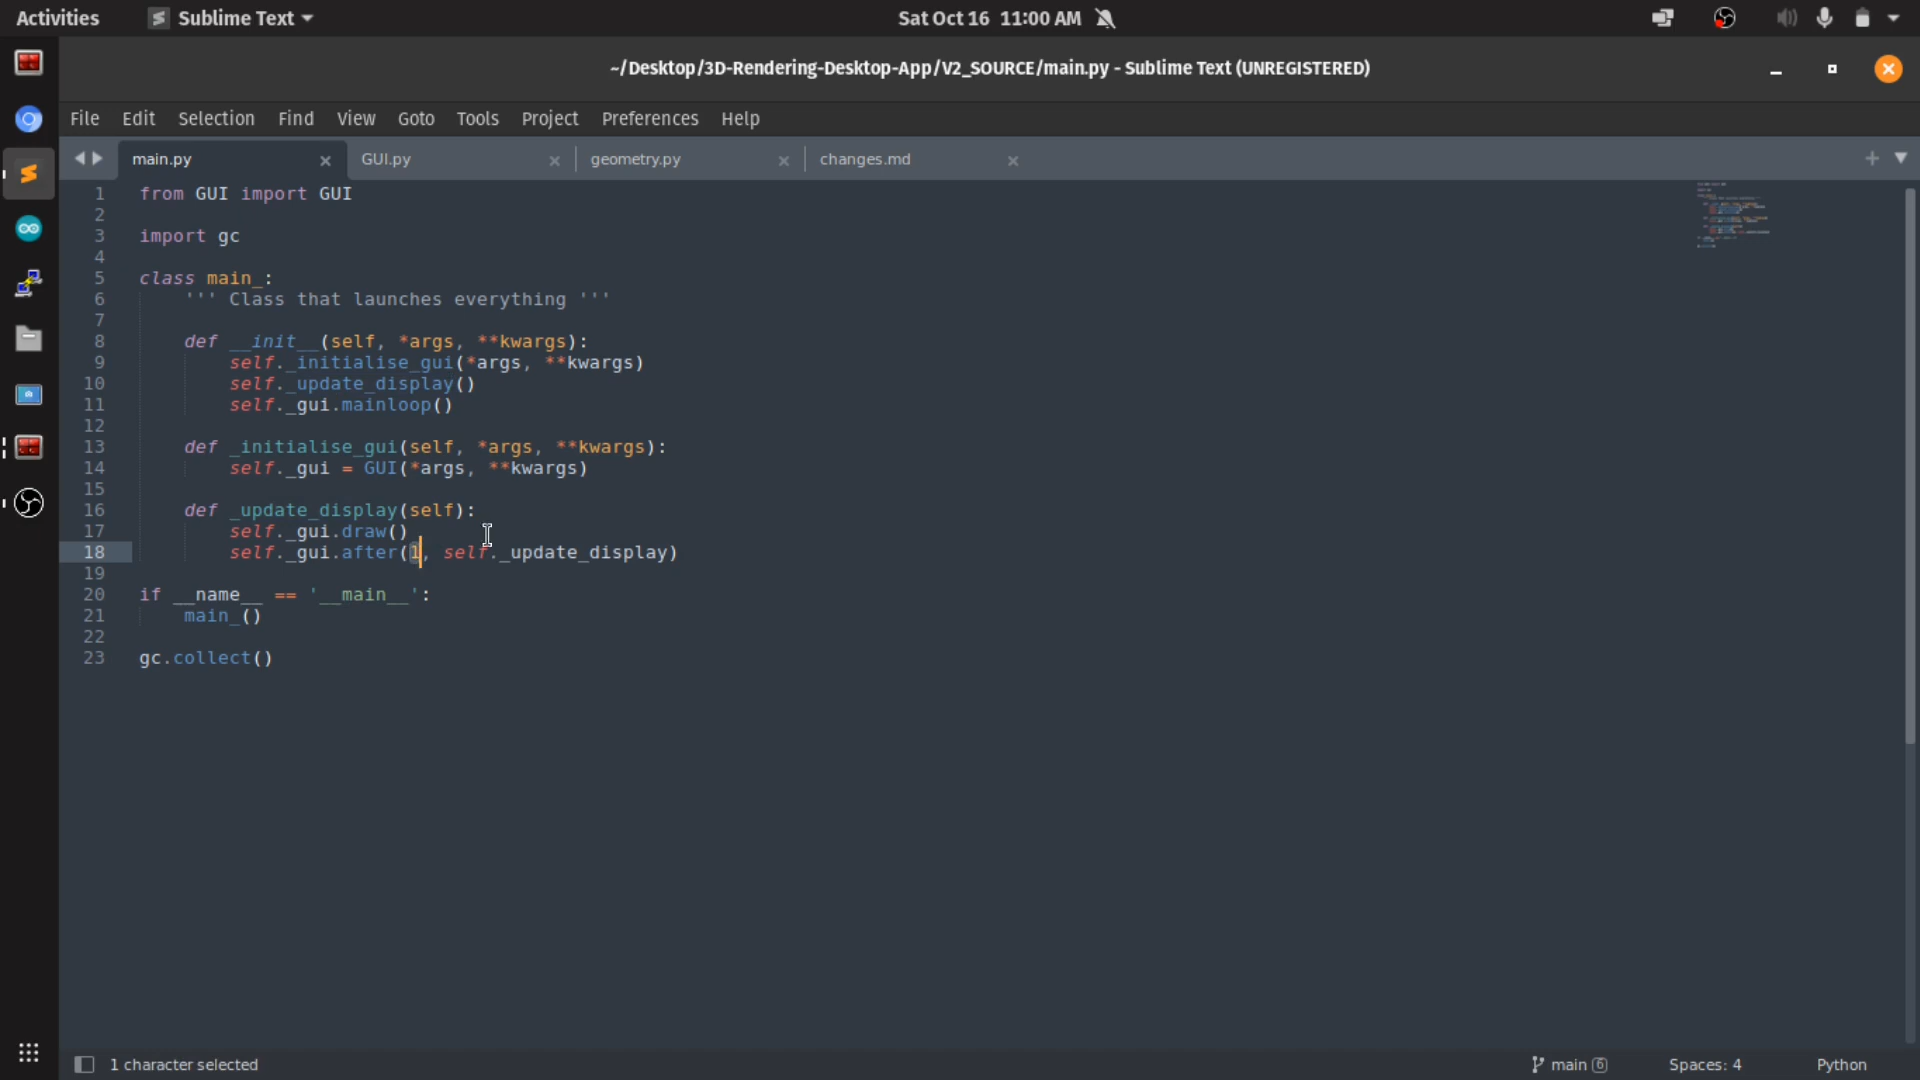 Activities Sublime Text Sat Oct 16 11:00 AM
~/Desktop/3D-Rendering-Desktop-App/V2_SOURCE/main.py - Sublime Text (UNREGISTERED)
File Edit Selection Find View Goto Tools Project Preferences Help
main.py GUI.py geometry.py changes.md
1 from GUI import GUI
2
3 import gc
4
5 class main_:
6 ''' Class that launches everything '''
7
8 def __init__(self, *args, **kwargs):
9 self._initialise_gui(*args, **kwargs)
10 self._update_display()
11 self._gui.mainloop()
12
13 def _initialise_gui(self, *args, **kwargs):
14 self._gui = GUI(*args, **kwargs)
15
16 def _update_display(self):
17 self._gui.draw()
18 self._gui.after(1, self._update_display)
19
20 if __name__ == '__main__':
21 main_()
22
23 gc.collect()
1 character selected main 6 Spaces: 4 Python